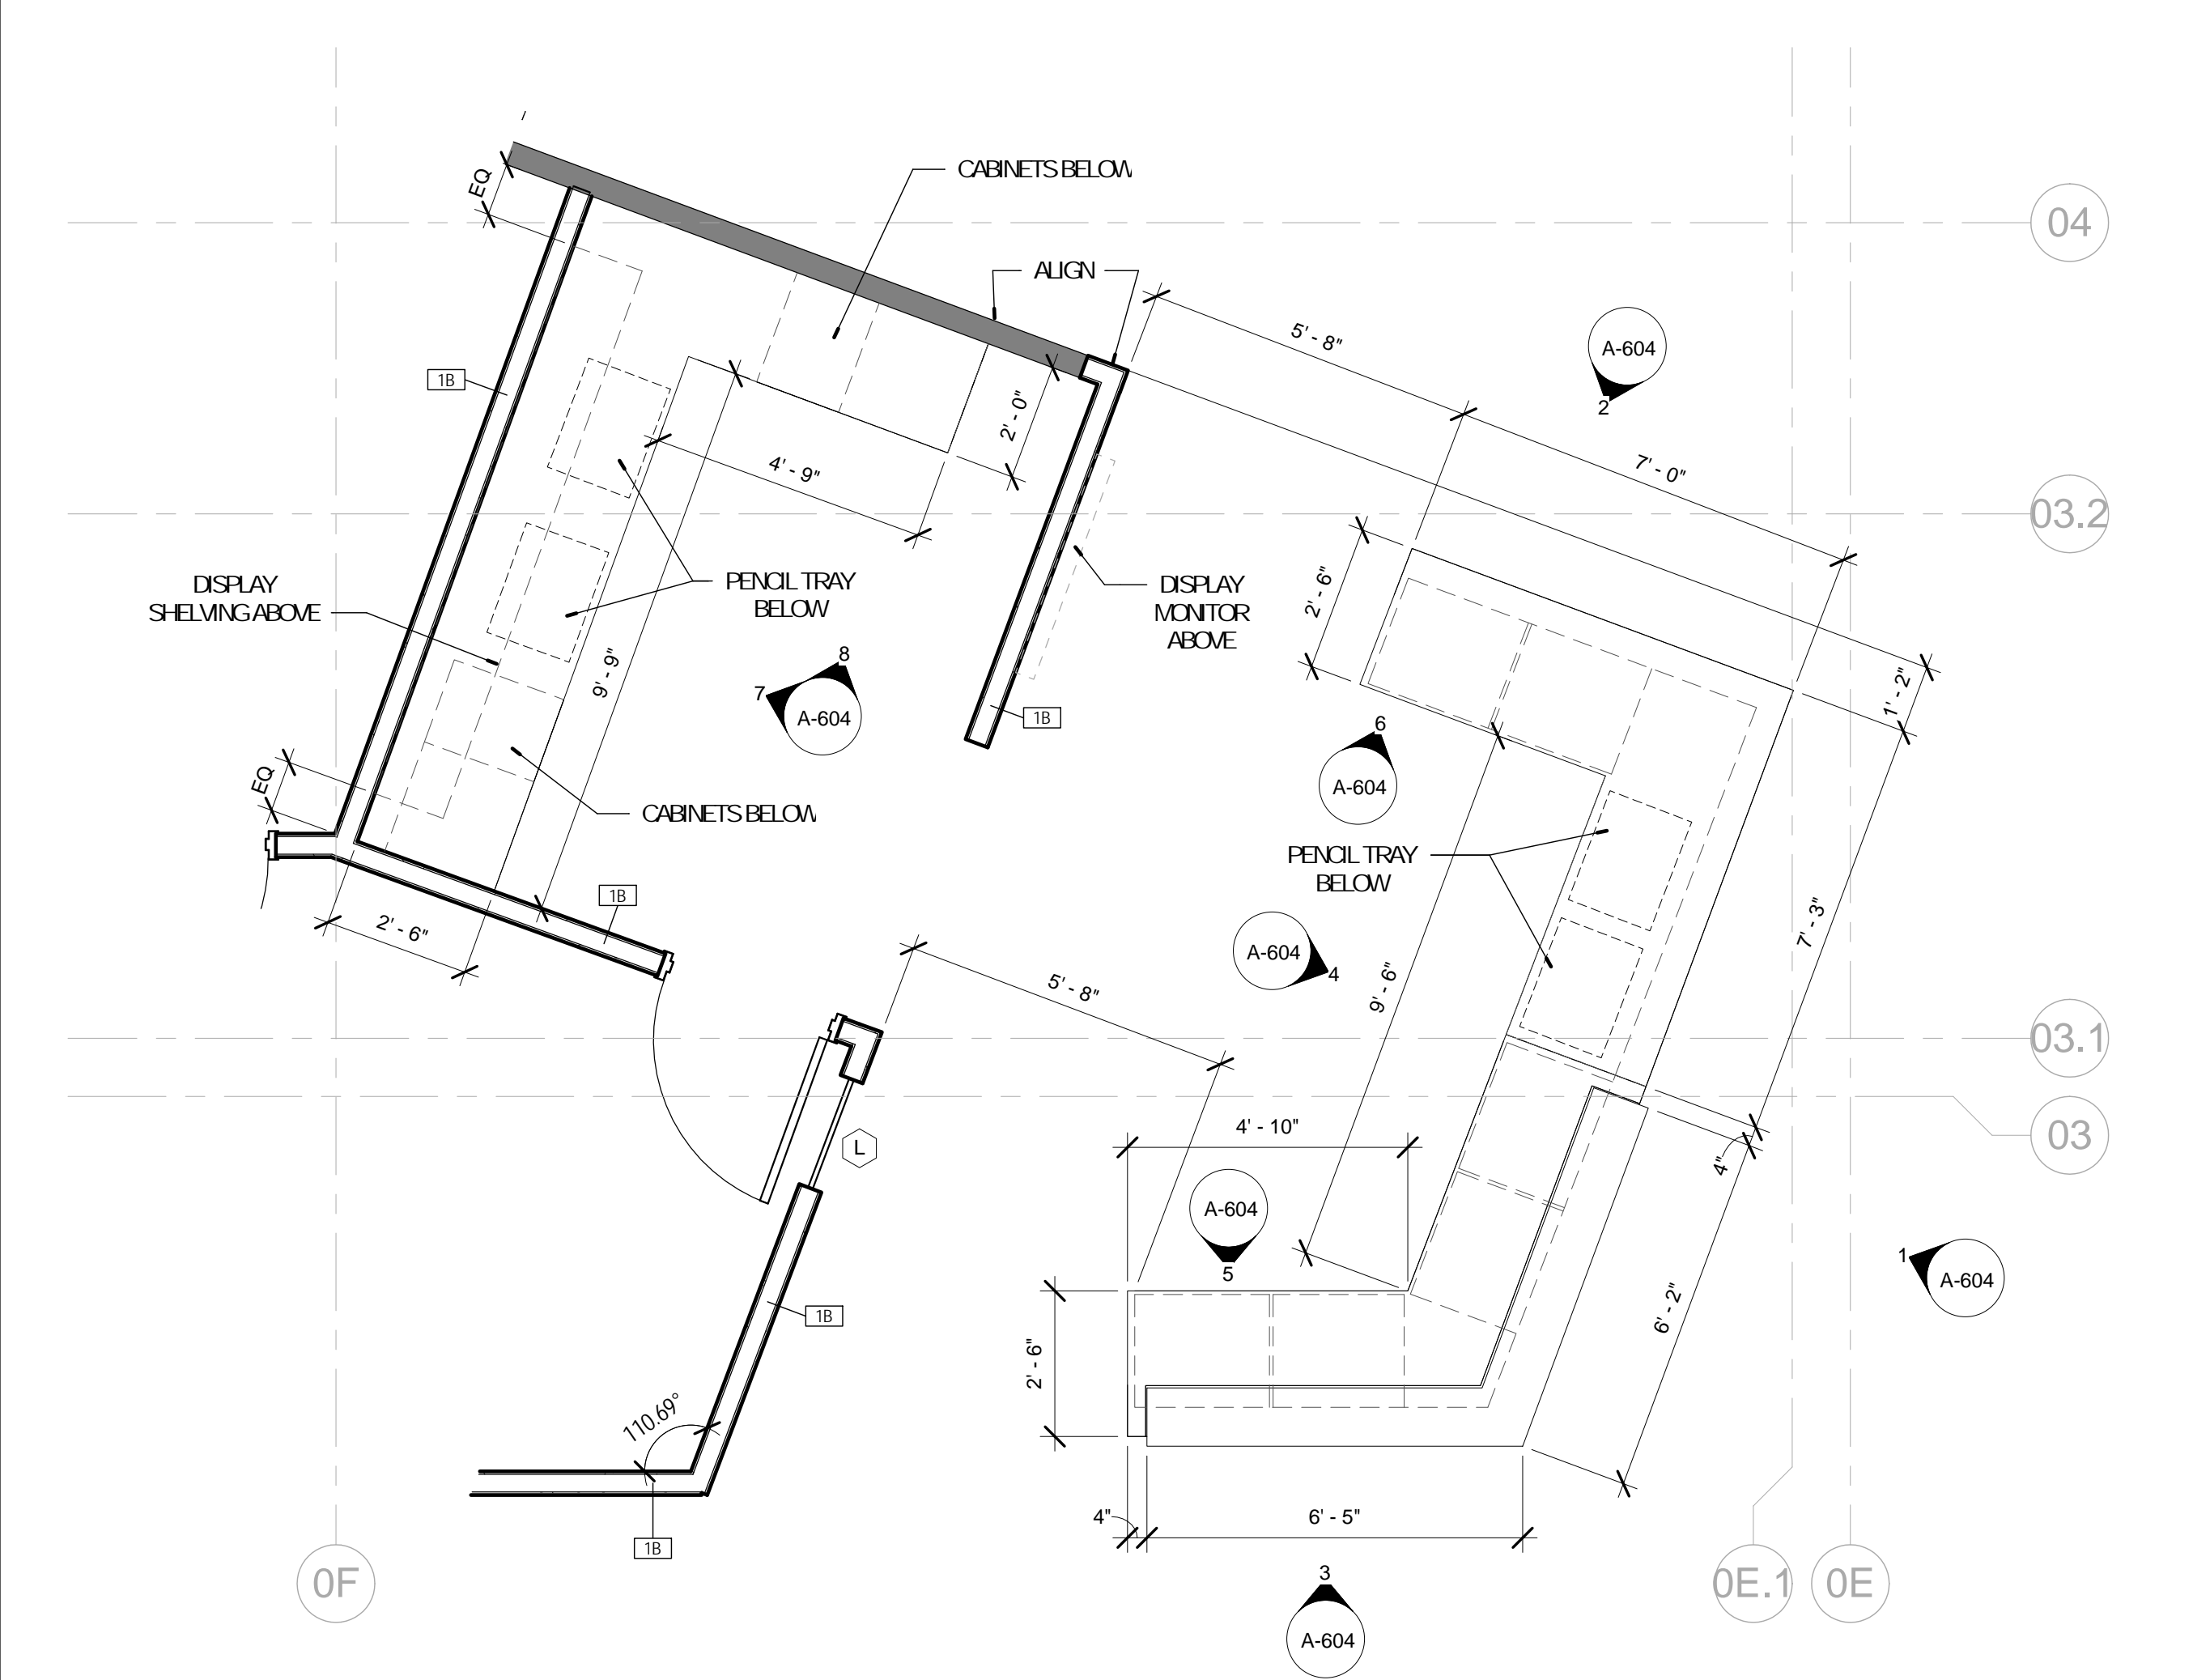 EQ
CABINETS BELOW
04
ALIGN
5' - 8"
A-604
2
1B
2' - 0"
4' - 9"
7' - 0"
03.2
DISPLAY
SHELVING ABOVE
PENCIL TRAY
BELOW
DISPLAY
MONITOR
ABOVE
2' - 6"
9' - 9"
8
7
A-604
1B
1' - 2"
6
A-604
EQ
CABINETS BELOW
PENCIL TRAY
BELOW
1B
2' - 6"
7' - 3"
A-604
4
5' - 8"
9' - 6"
03.1
4' - 10"
03
L
4"
A-604
5
1
A-604
1B
6' - 2"
2' - 6"
110.69°
4"
6' - 5"
1B
0F
3
A-604
0E.1
0E